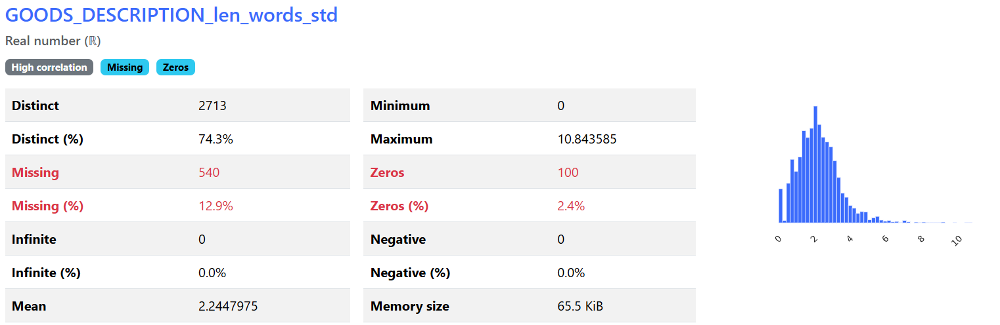 GOODS_DESCRIPTION_len_words_std
Real number (ℝ)
High correlation Missing Zeros
Distinct 2713 Minimum 0
Distinct (%) 74.3% Maximum 10.843585
Missing 540 Zeros 100
Missing (%) 12.9% Zeros (%) 2.4%
Infinite 0 Negative 0
Infinite (%) 0.0% Negative (%) 0.0%
Mean 2.2447975 Memory size 65.5 KiB
0 2 4 6 8 10